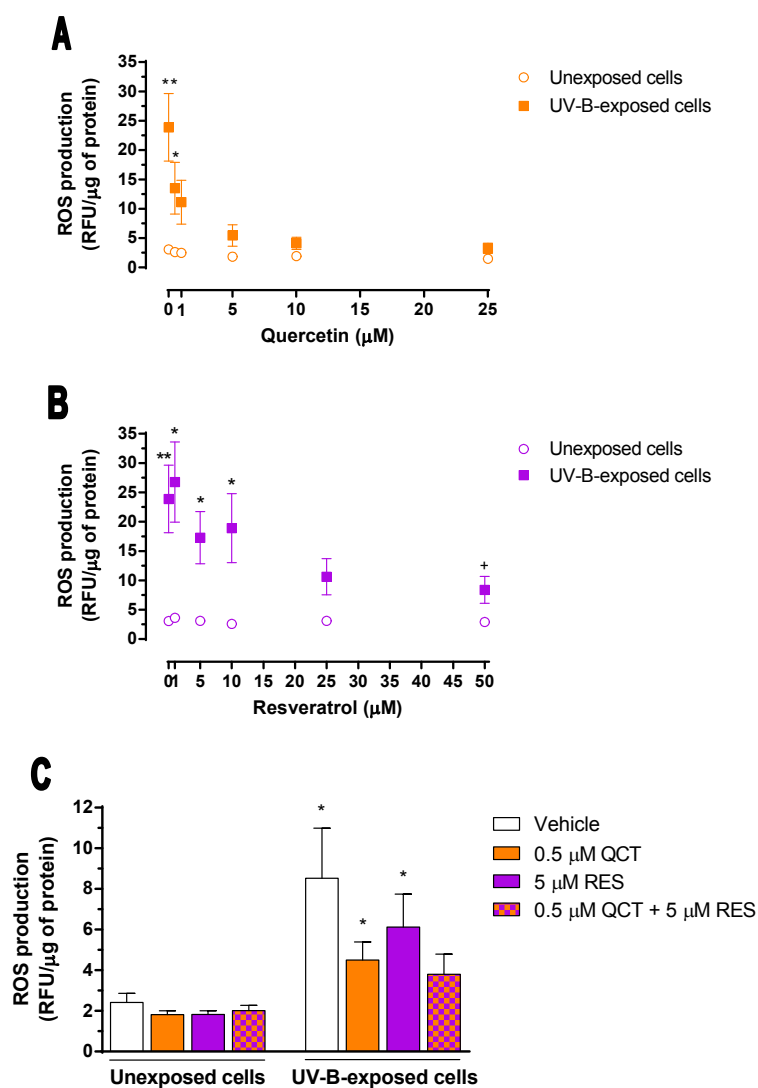 A
ROS production
(RFU/μg of protein)
35
30
25
20
15
10
5
0
**
*
0 1 5 10 15 20 25
Quercetin (μM)
Unexposed cells
UV-B-exposed cells
B
ROS production
(RFU/μg of protein)
35
30
25
20
15
10
5
0
**
*
*
*
+
0 1 5 10 15 20 25 30 35 40 45 50
Resveratrol (μM)
Unexposed cells
UV-B-exposed cells
C
ROS production
(RFU/μg of protein)
12
10
8
6
4
2
0
*
*
*
Unexposed cells
UV-B-exposed cells
Vehicle
0.5 μM QCT
5 μM RES
0.5 μM QCT + 5 μM RES